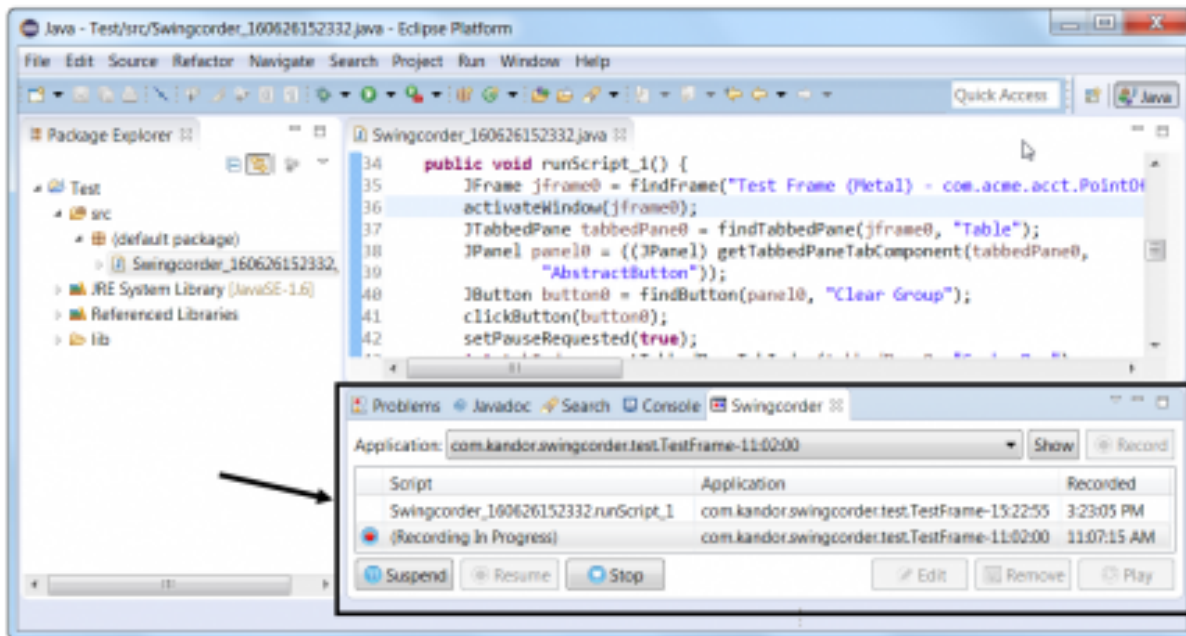 Java - Test/src/Swingcorder_160626152332.java - Eclipse Platform
File Edit Source Refactor Navigate Search Project Run Window Help
Quick Access
Java
Package Explorer
Test
src
(default package)
Swingcorder_160626152332.
JRE System Library [JavaSE-1.6]
Referenced Libraries
lib
Swingcorder_160626152332.java
34 public void runScript_1() {
35 JFrame jframe0 = findFrame("Test Frame (Metal) - com.acme.acct.PointOf
36 activateWindow(jframe0);
37 JTabbedPane tabbedPane0 = findTabbedPane(jframe0, "Table");
38 JPanel panel0 = ((JPanel) getTabbedPaneTabComponent(tabbedPane0,
39 "AbstractButton"));
40 JButton button0 = findButton(panel0, "Clear Group");
41 clickButton(button0);
42 setPauseRequested(true);
Problems Javadoc Search Console Swingcorder
Application: com.kandor.swingcorder.test.TestFrame-11:02:00 Show Record
Script Application Recorded
Swingcorder_160626152332.runScript_1 com.kandor.swingcorder.test.TestFrame-15:22:55 3:23:05 PM
(Recording In Progress) com.kandor.swingcorder.test.TestFrame-11:02:00 11:07:15 AM
Suspend Resume Stop Edit Remove Play